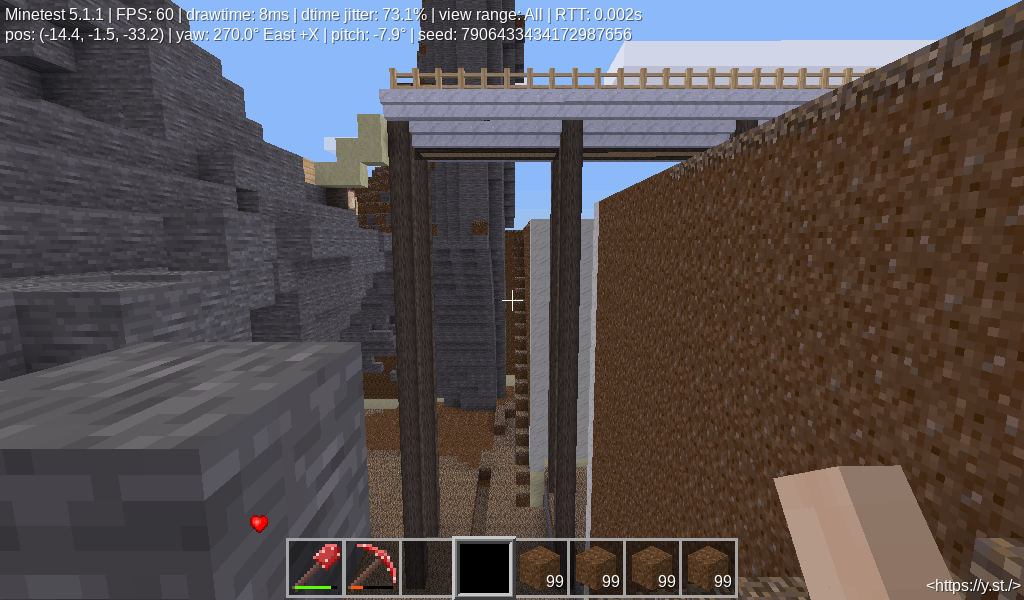 Minetest 5.1.1 | FPS: 60 | drawtime: 8ms | dtime jitter: 73.1% | view range: All | RTT: 0.002s
pos: (-14.4, -1.5, -33.2) | yaw: 270.0° East +X | pitch: -7.9° | seed: 7906433434172987656
99 99 99 99
<https://y.st./>